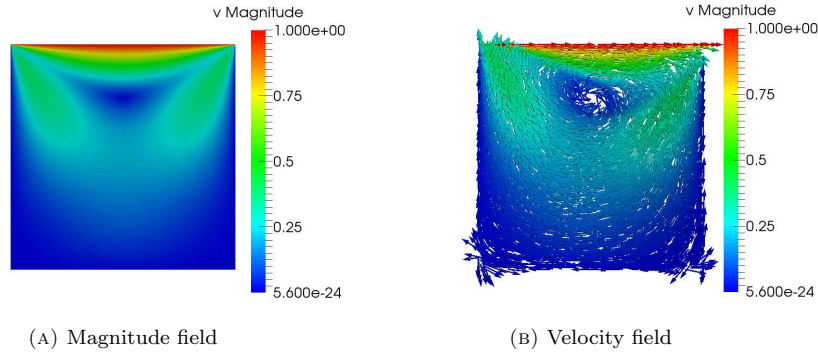 v Magnitude
1.000e+00
0.75
0.5
0.25
5.600e-24
(A) Magnitude field
v Magnitude
1.000e+00
0.75
0.5
0.25
5.600e-24
(B) Velocity field